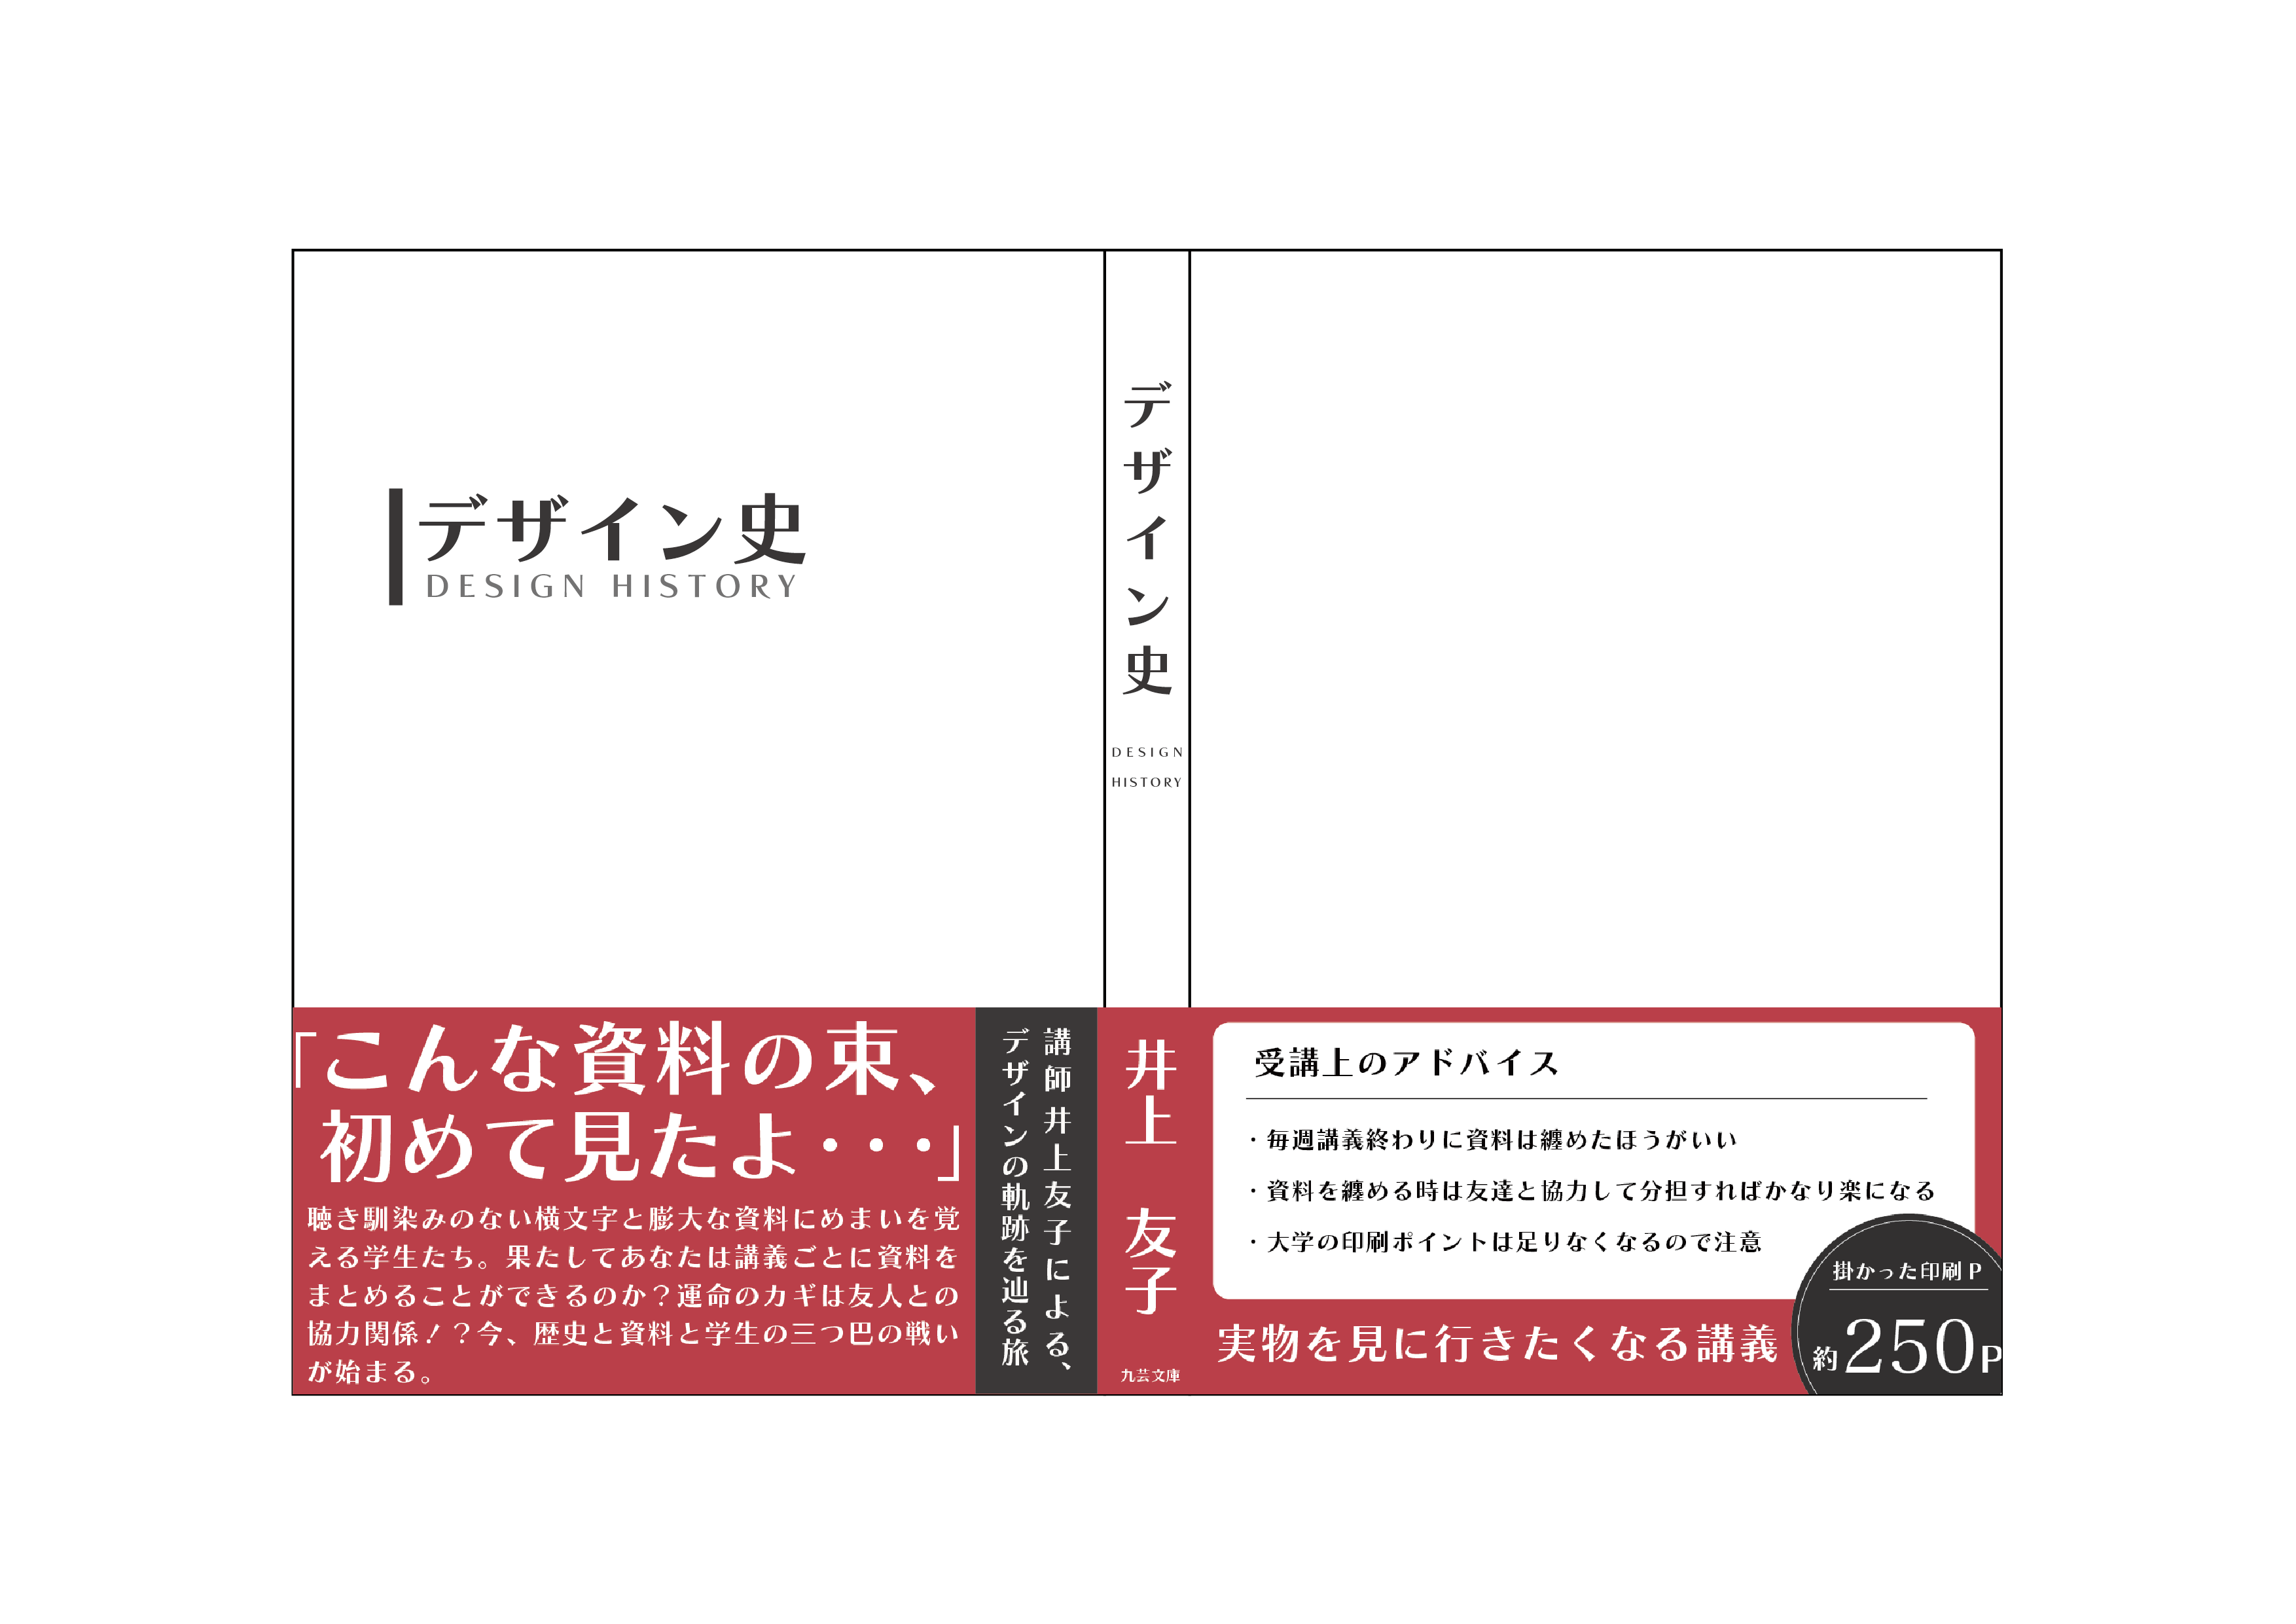 デザイン史
DESIGN HISTORY
「こんな資料の束、
初めて見たよ・・・」
聴き馴染みのない横文字と膨大な資料にめまいを覚
える学生たち。果たしてあなたは講義ごとに資料を
まとめることができるのか？運命のカギは友人との
協力関係！？今、歴史と資料と学生の三つ巴の戦い
が始まる。
講師井上友子による、
デザインの軌跡を辿る旅
デザイン史
DESIGN
HISTORY
井上　友子
九芸文庫
受講上のアドバイス
・毎週講義終わりに資料は纏めたほうがいい
・資料を纏める時は友達と協力して分担すればかなり楽になる
・大学の印刷ポイントは足りなくなるので注意
実物を見に行きたくなる講義
掛かった印刷 P
約250P